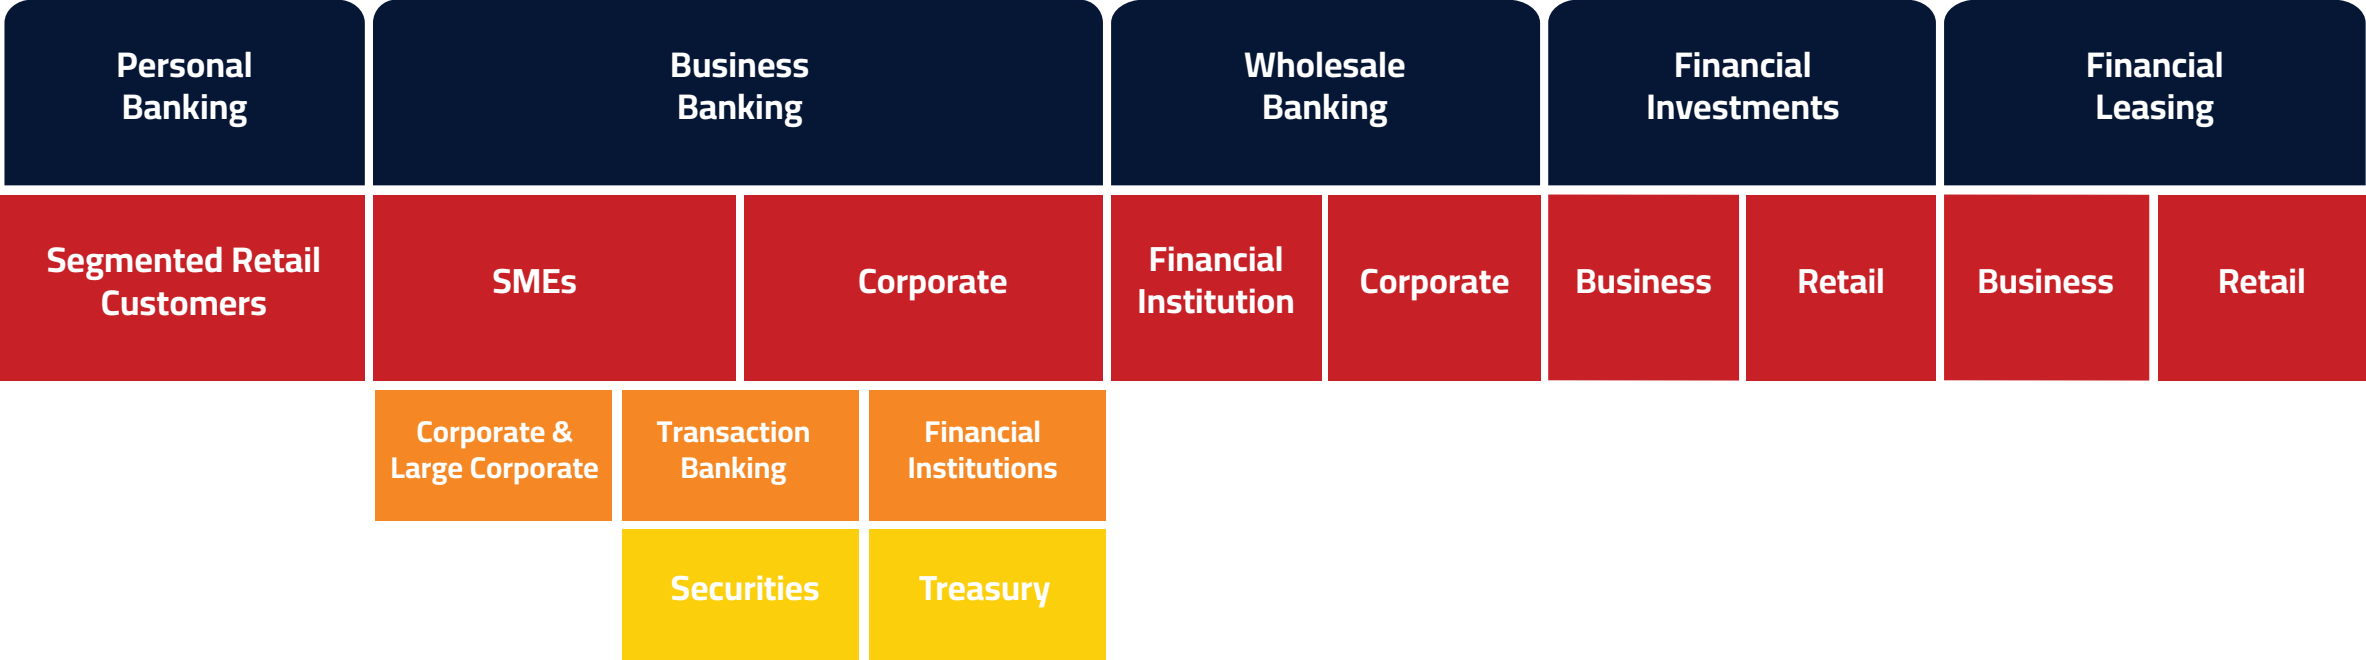 Personal
Banking
Business
Banking
Wholesale
Banking
Financial
Investments
Financial
Leasing
Segmented Retail
Customers
SMEs
Corporate
Financial
Institution
Corporate
Business
Retail
Business
Retail
Corporate &
Large Corporate
Transaction
Banking
Financial
Institutions
Securities
Treasury